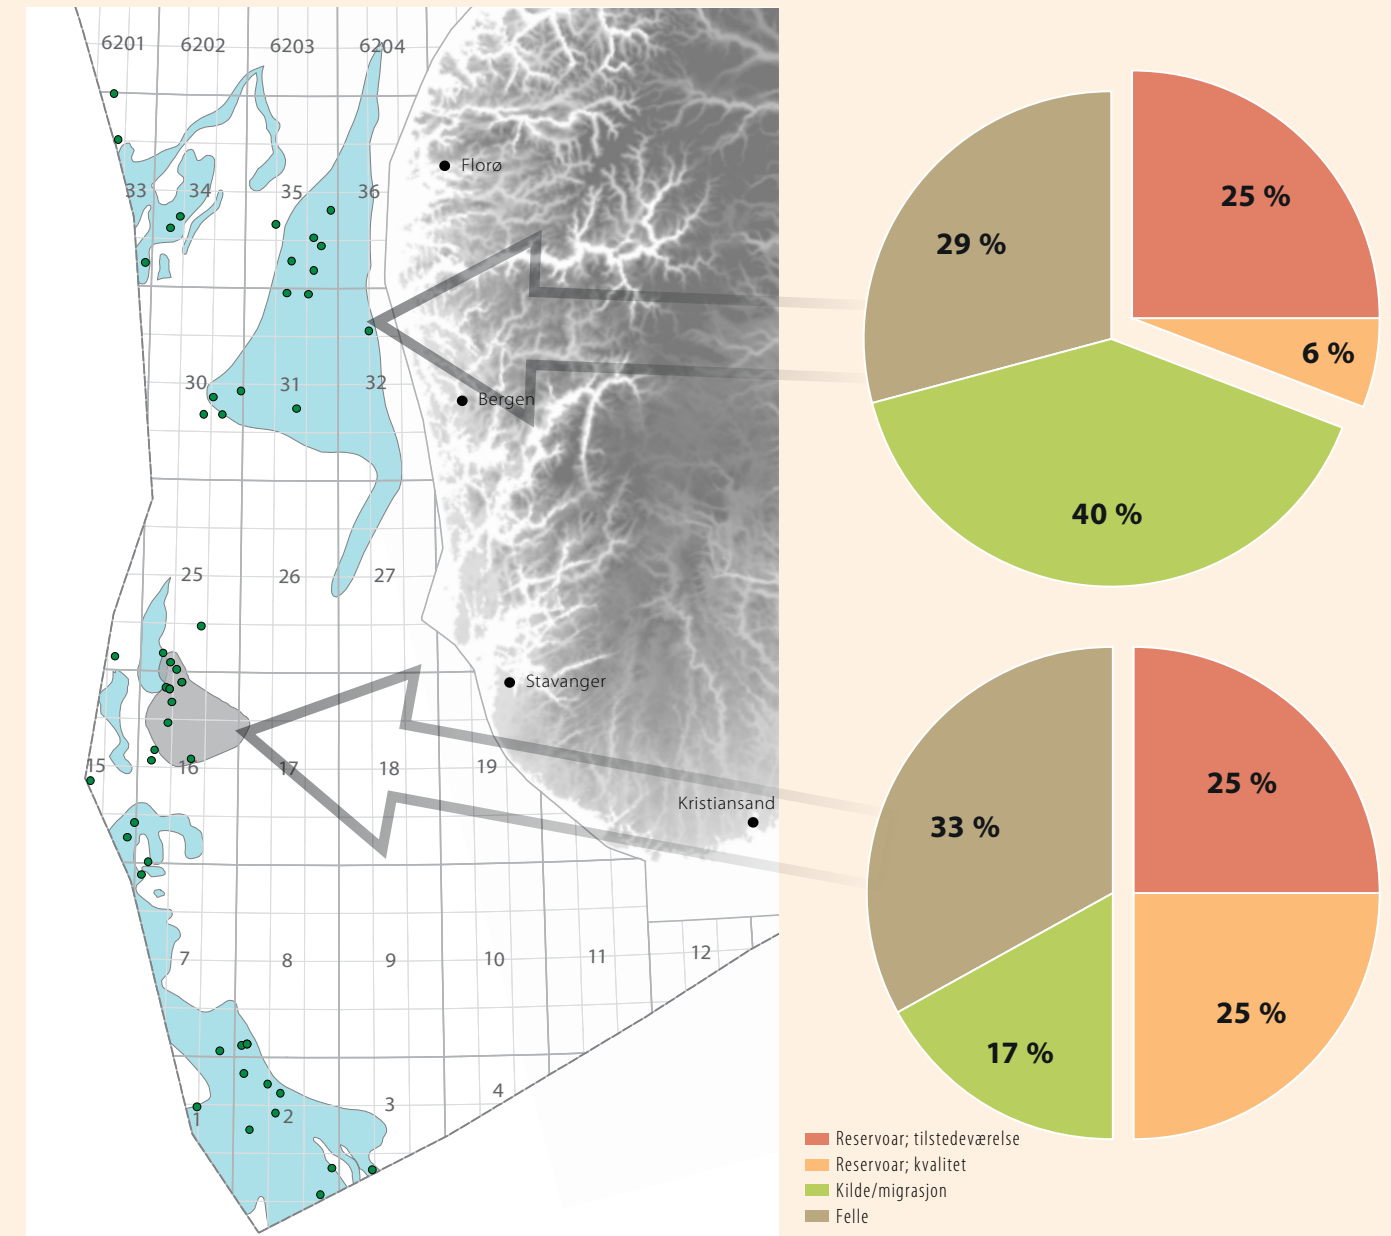 6201 6202 6203 6204
Florø
33 34 35 36
30 31 32
Bergen
25 26 27
Stavanger
15 16 17 18 19
Kristiansand
7 8 9 10 11 12
1 2 3 4
25 %
29 %
6 %
40 %
25 %
33 %
25 %
17 %
Reservoar; tilstedeværelse
Reservoar; kvalitet
Kilde/migrasjon
Felle